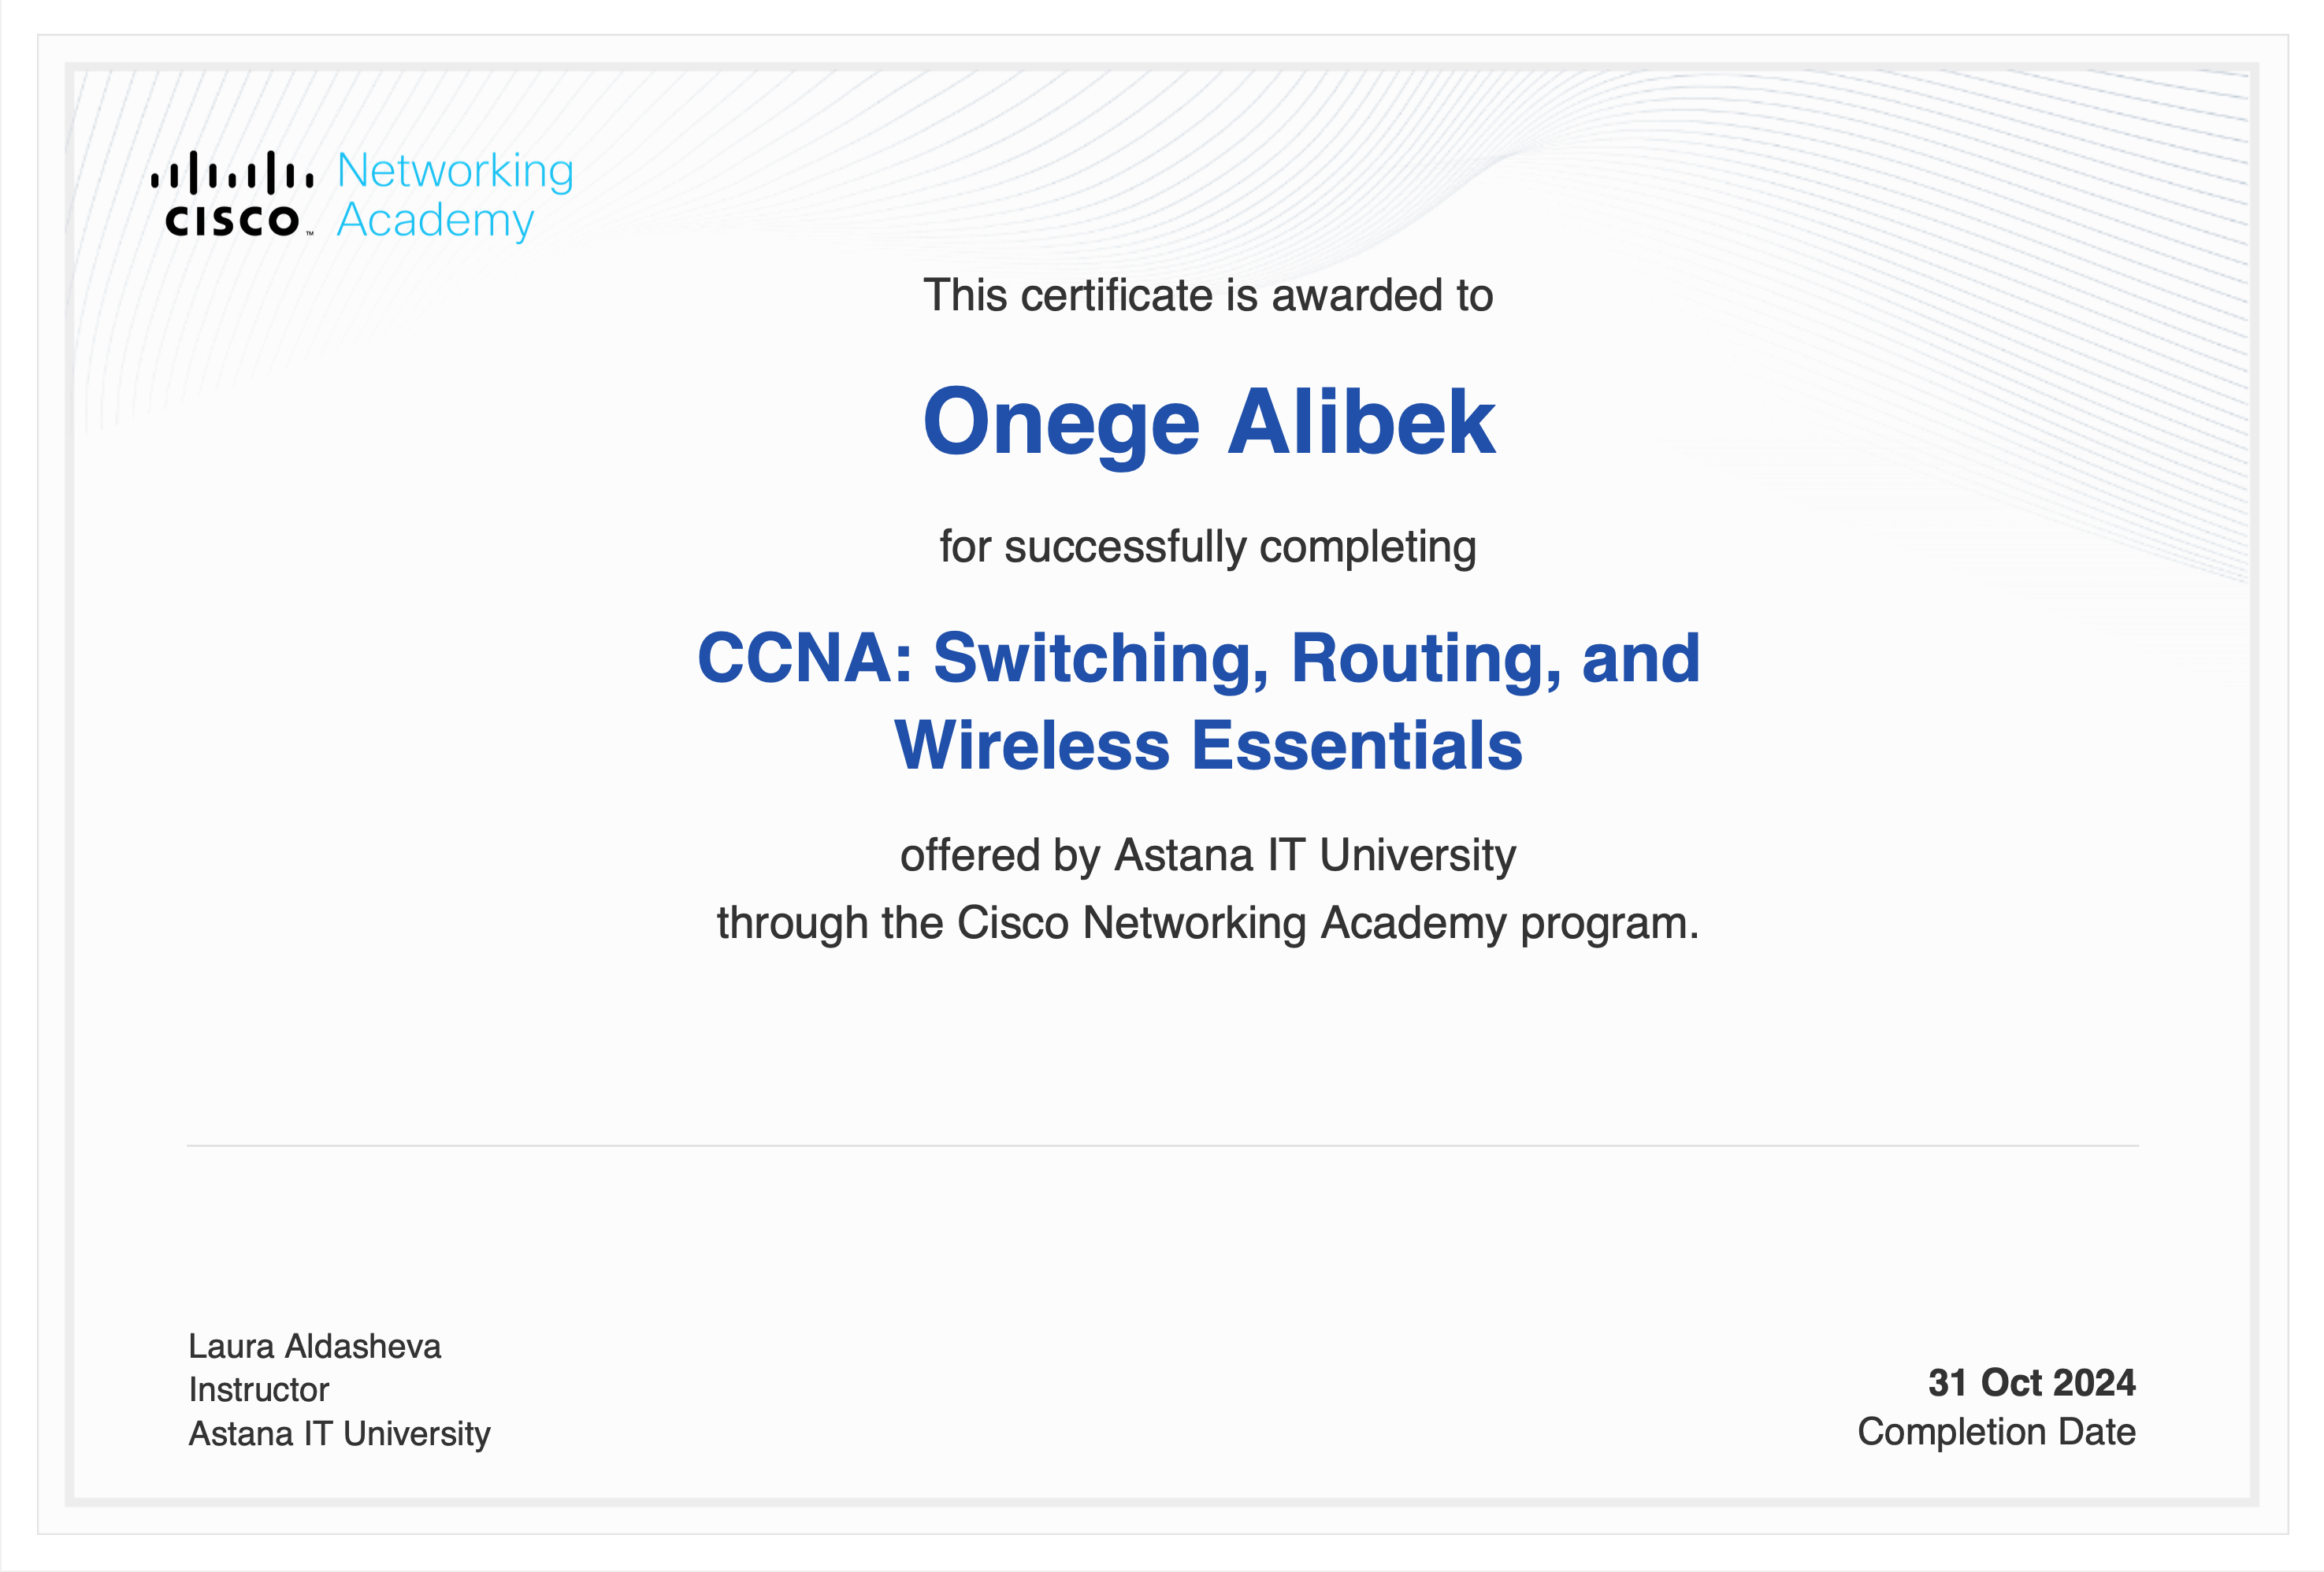 Networking
Academy
CISCO™
This certificate is awarded to
Onege Alibek
for successfully completing
CCNA: Switching, Routing, and
Wireless Essentials
offered by Astana IT University
through the Cisco Networking Academy program.
Laura Aldasheva
Instructor
Astana IT University
31 Oct 2024
Completion Date